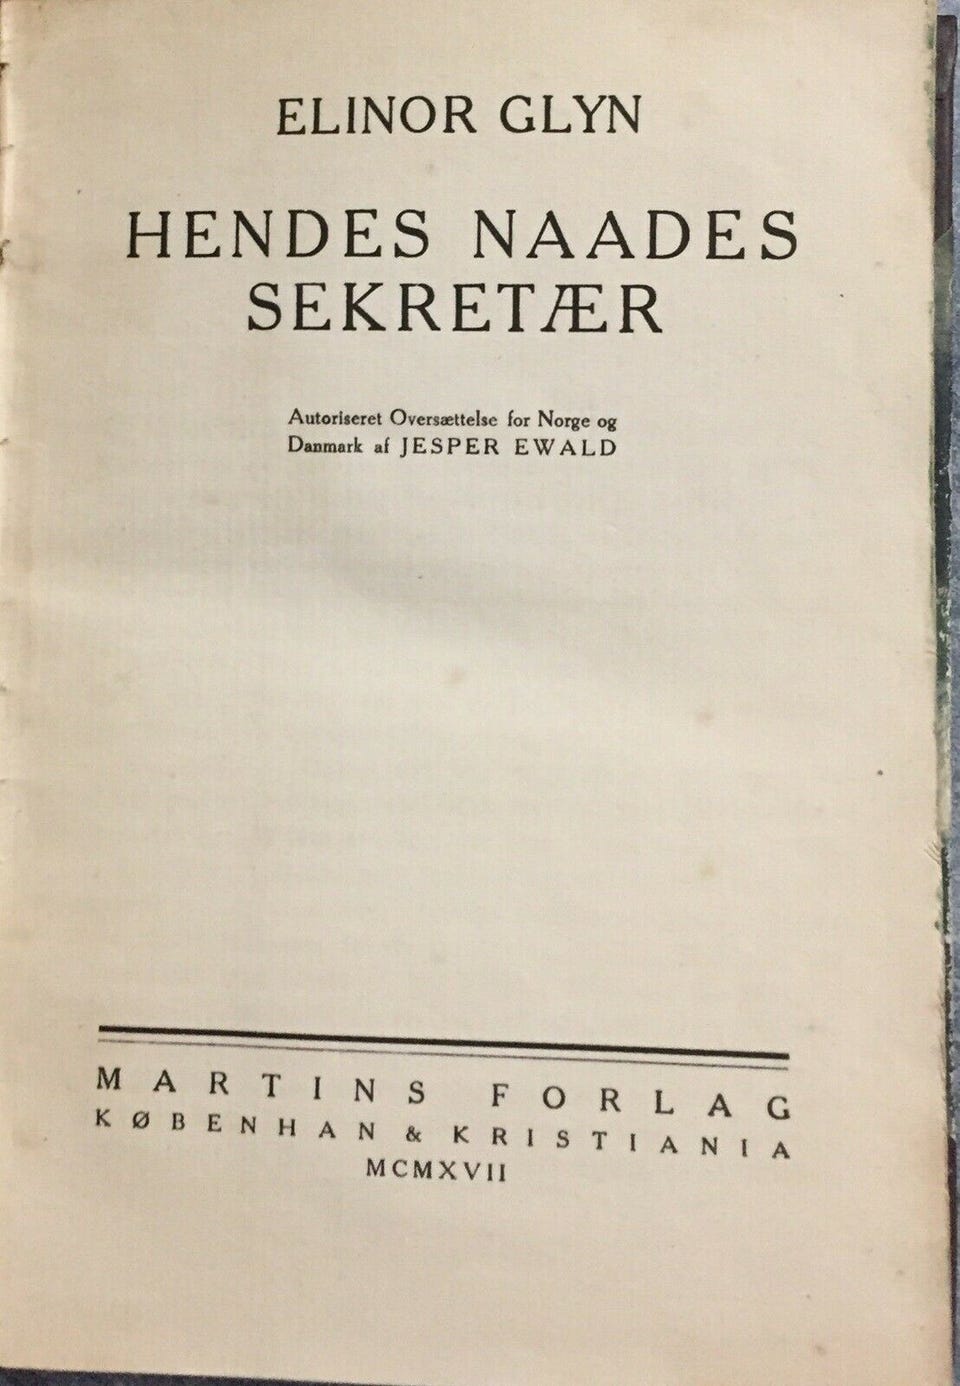 ELINOR GLYN
HENDES NAADES
SEKRETÆR
Autoriseret Oversættelse for Norge og
Danmark af JESPER EWALD
MARTINS FORLAG
KØBENHAN & KRISTIANIA
MCMXVII